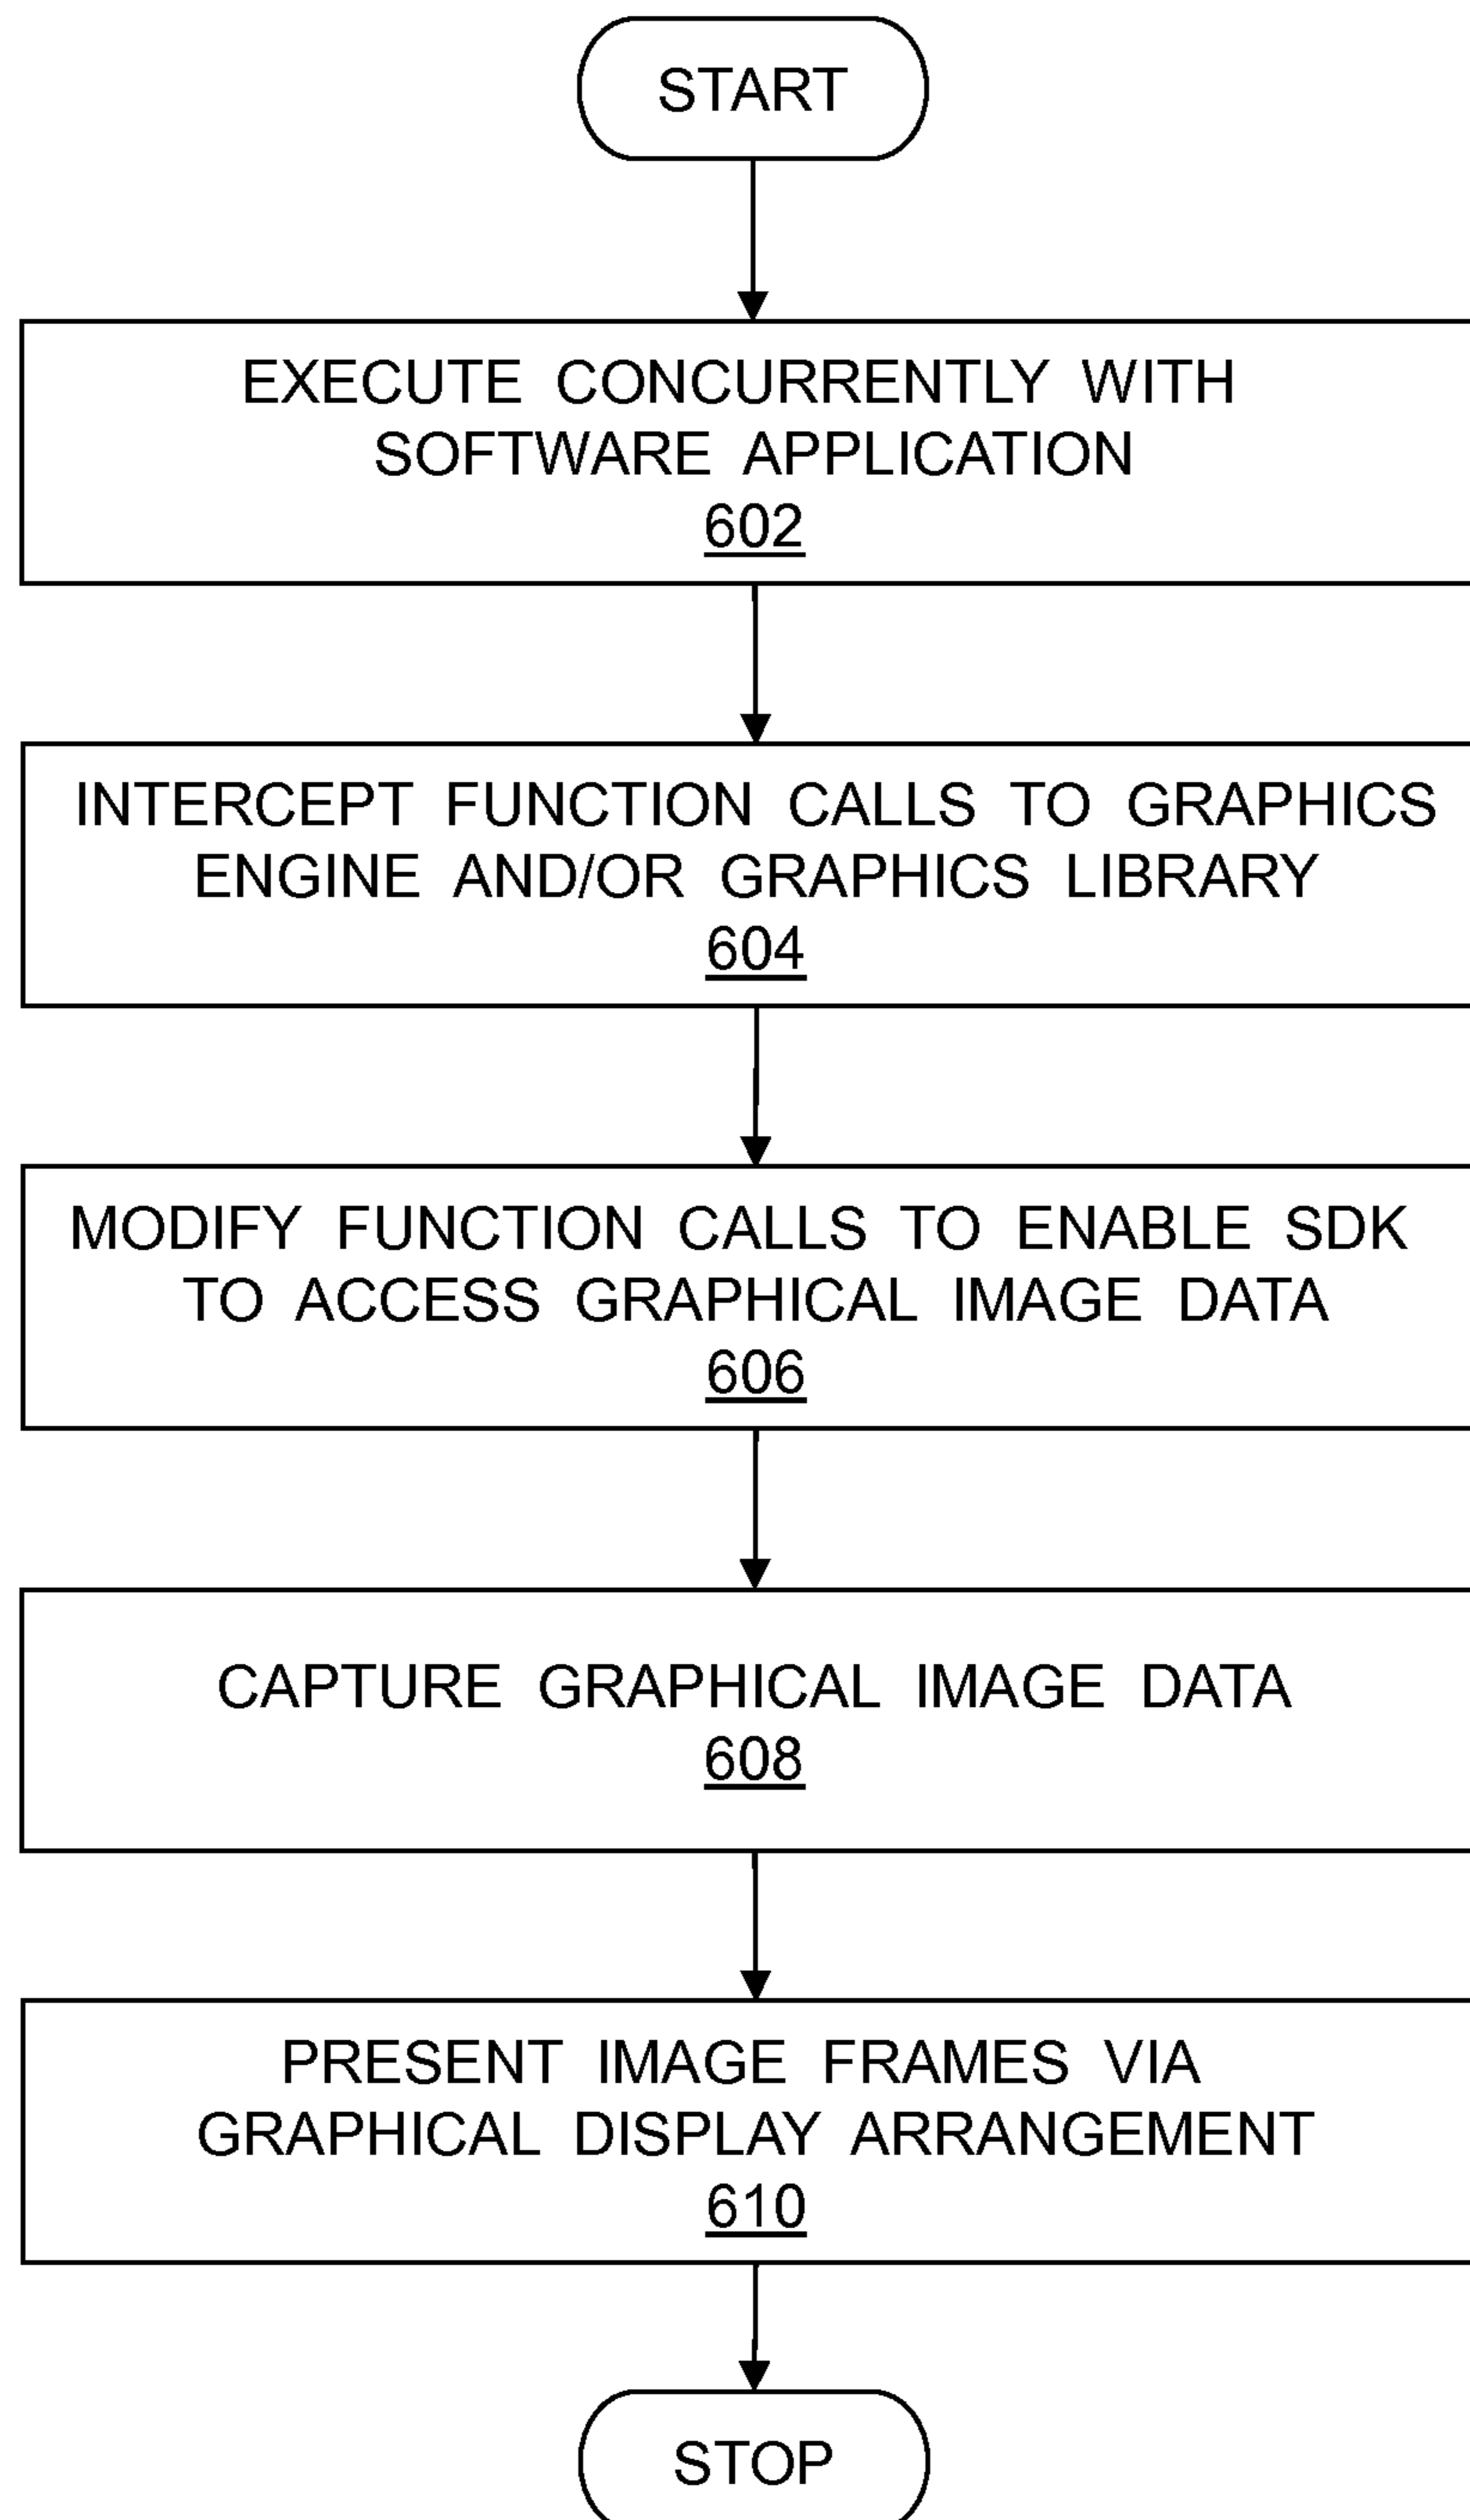 START
EXECUTE CONCURRENTLY WITH
SOFTWARE APPLICATION
602
INTERCEPT FUNCTION CALLS TO GRAPHICS
ENGINE AND/OR GRAPHICS LIBRARY
604
MODIFY FUNCTION CALLS TO ENABLE SDK
TO ACCESS GRAPHICAL IMAGE DATA
606
CAPTURE GRAPHICAL IMAGE DATA
608
PRESENT IMAGE FRAMES VIA
GRAPHICAL DISPLAY ARRANGEMENT
610
STOP